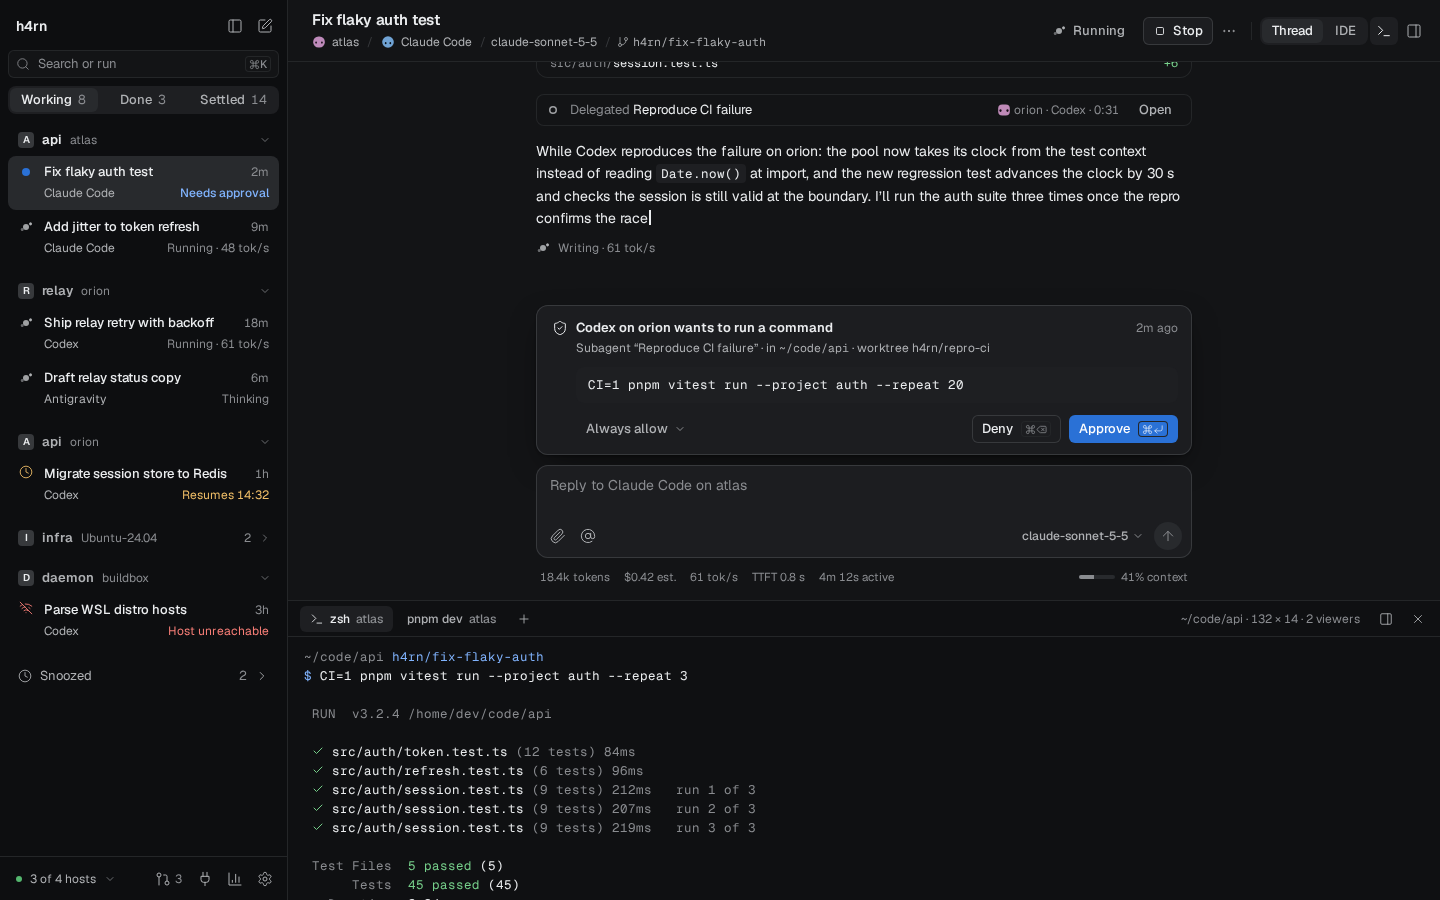 h4rn
Search or run ⌘K
Working 8 Done 3 Settled 14
A api atlas
Fix flaky auth test 2m
Claude Code Needs approval
Add jitter to token refresh 9m
Claude Code Running · 48 tok/s
R relay orion
Ship relay retry with backoff 18m
Codex Running · 61 tok/s
Draft relay status copy 6m
Antigravity Thinking
A api orion
Migrate session store to Redis 1h
Codex Resumes 14:32
I infra Ubuntu-24.04 2
D daemon buildbox
Parse WSL distro hosts 3h
Codex Host unreachable
Snoozed 2
3 of 4 hosts 3
Fix flaky auth test
atlas / Claude Code / claude-sonnet-5-5 / h4rn/fix-flaky-auth
Running Stop ··· Thread IDE
src/auth/session.test.ts +6
Delegated Reproduce CI failure orion · Codex · 0:31 Open
While Codex reproduces the failure on orion: the pool now takes its clock from the test context
instead of reading Date.now() at import, and the new regression test advances the clock by 30 s
and checks the session is still valid at the boundary. I’ll run the auth suite three times once the repro
confirms the race
Writing · 61 tok/s
Codex on orion wants to run a command 2m ago
Subagent “Reproduce CI failure” · in ~/code/api · worktree h4rn/repro-ci
CI=1 pnpm vitest run --project auth --repeat 20
Always allow Deny ⌘⌫ Approve ⌘↵
Reply to Claude Code on atlas
@ claude-sonnet-5-5
18.4k tokens $0.42 est. 61 tok/s TTFT 0.8 s 4m 12s active 41% context
zsh atlas pnpm dev atlas + ~/code/api · 132 × 14 · 2 viewers
~/code/api h4rn/fix-flaky-auth
$ CI=1 pnpm vitest run --project auth --repeat 3
RUN v3.2.4 /home/dev/code/api
✓ src/auth/token.test.ts (12 tests) 84ms
✓ src/auth/refresh.test.ts (6 tests) 96ms
✓ src/auth/session.test.ts (9 tests) 212ms run 1 of 3
✓ src/auth/session.test.ts (9 tests) 207ms run 2 of 3
✓ src/auth/session.test.ts (9 tests) 219ms run 3 of 3
Test Files 5 passed (5)
Tests 45 passed (45)